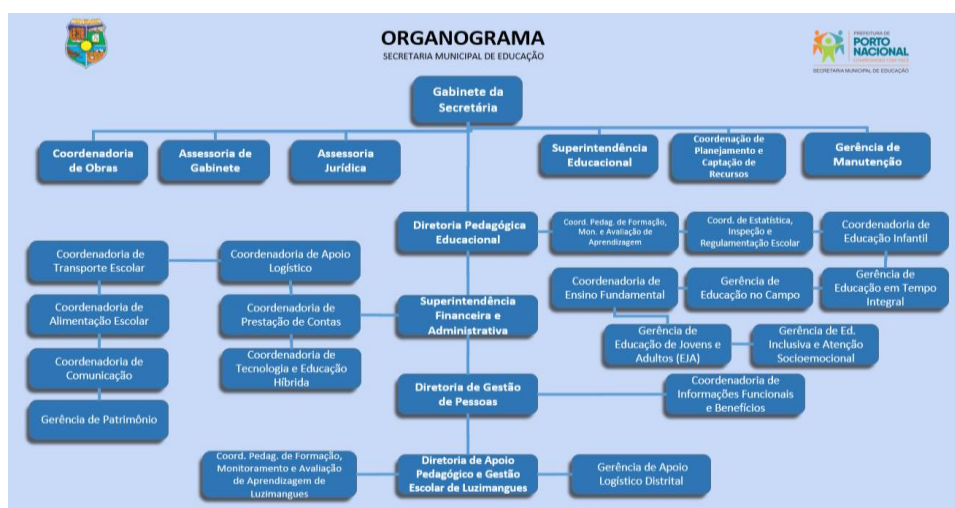 ORGANOGRAMA
SECRETARIA MUNICIPAL DE EDUCAÇÃO
PREFEITURA DE
PORTO
NACIONAL
SECRETARIA MUNICIPAL DE EDUCAÇÃO
Gabinete da
Secretária
Coordenadoria
de Obras
Assessoria de
Gabinete
Assessoria
Jurídica
Superintendência
Educacional
Coordenação de
Planejamento e
Captação de
Recursos
Gerência de
Manutenção
Diretoria Pedagógica
Educacional
Coord. Pedag. de Formação,
Mon. e Avaliação de
Aprendizagem
Coord. de Estatística,
Inspeção e
Regulamentação Escolar
Coordenadoria de
Educação Infantil
Coordenadoria de
Transporte Escolar
Coordenadoria de Apoio
Logístico
Coordenadoria de
Ensino Fundamental
Gerência de
Educação no Campo
Gerência de
Educação em Tempo
Integral
Coordenadoria de
Alimentação Escolar
Coordenadoria de
Prestação de Contas
Superintendência
Financeira e
Administrativa
Gerência de
Educação de Jovens e
Adultos (EJA)
Gerência de Ed.
Inclusiva e Atenção
Socioemocional
Coordenadoria de
Comunicação
Coordenadoria de
Tecnologia e Educação
Híbrida
Diretoria de Gestão
de Pessoas
Coordenadoria de
Informações Funcionais
e Benefícios
Gerência de Patrimônio
Coord. Pedag. de Formação,
Monitoramento e Avaliação
de Aprendizagem de
Luzimangues
Diretoria de Apoio
Pedagógico e Gestão
Escolar de Luzimangues
Gerência de Apoio
Logístico Distrital